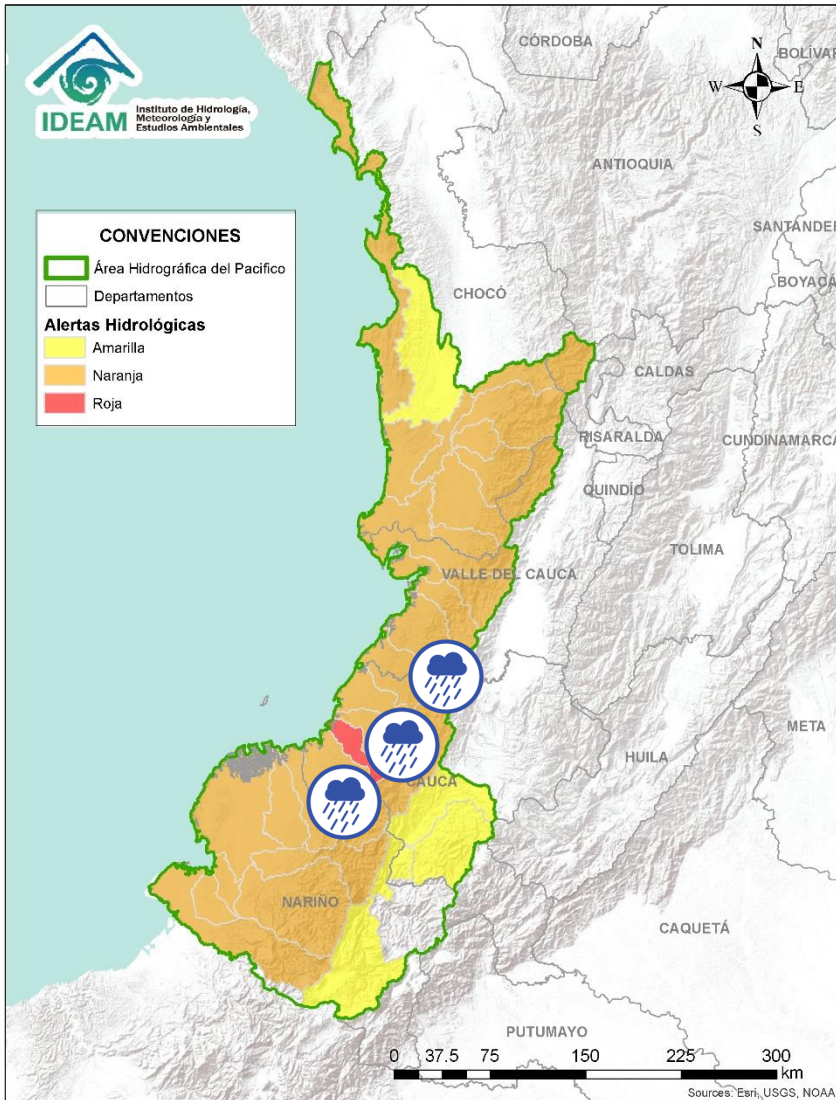 IDEAM
Instituto de Hidrología,
Meteorología y
Estudios Ambientales
CÓRDOBA
BOLÍVAR
N
W
E
S
ANTIOQUIA
SANTANDER
CONVENCIONES
Área Hidrográfica del Pacifico
Departamentos
Alertas Hidrológicas
Amarilla
Naranja
Roja
BOYACÁ
CHOCÓ
CALDAS
RISARALDA
CUNDINAMARCA
QUINDÍO
TOLIMA
VALLE DEL CAUCA
META
HUILA
CAUCA
NARIÑO
CAQUETÁ
PUTUMAYO
0 37.5 75 150 225 300
km
Sources: Esri, USGS, NOAA